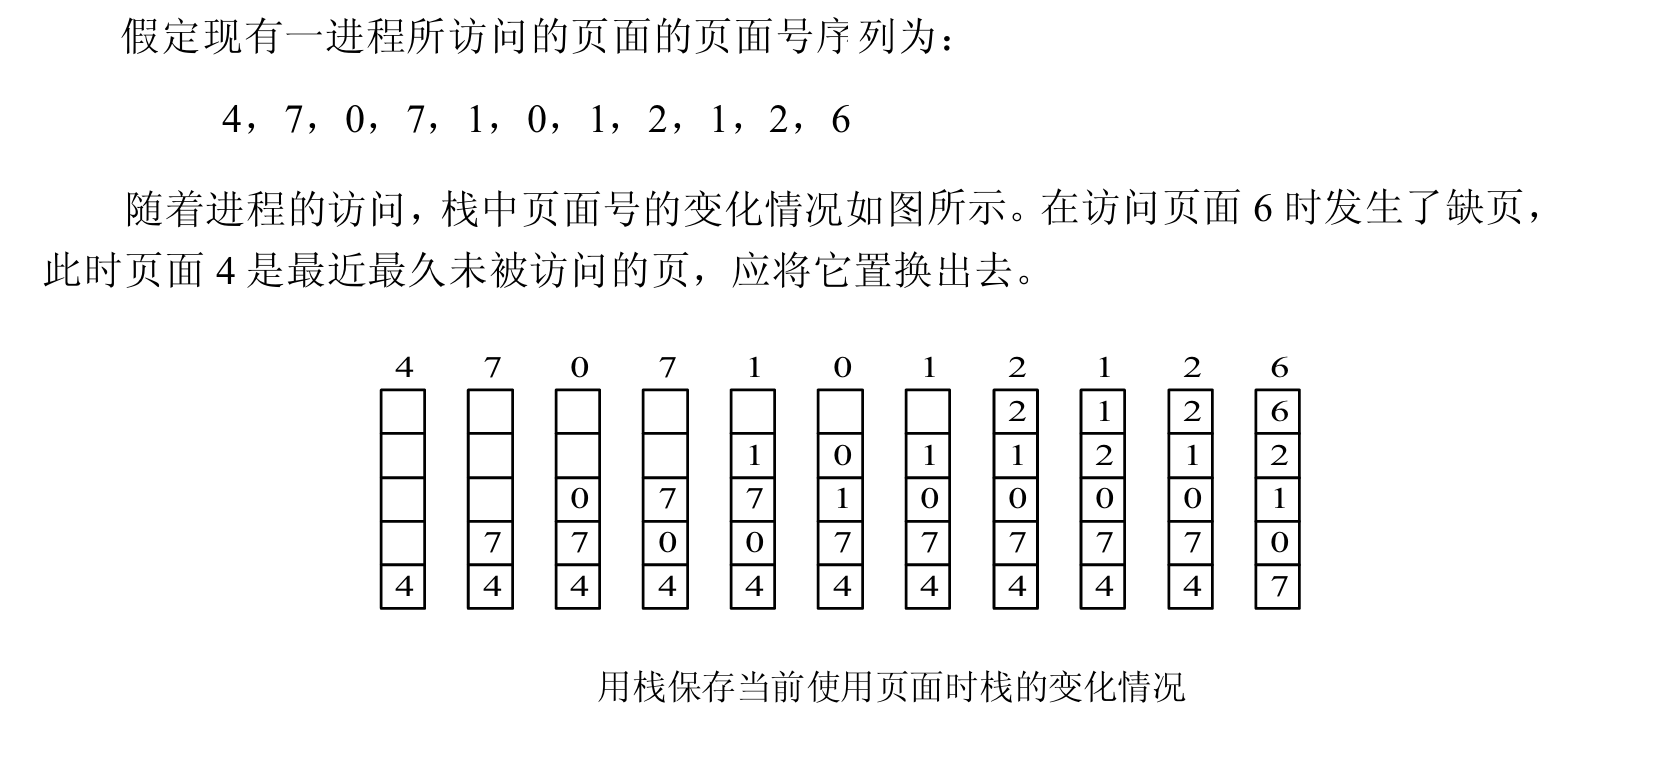 假定现有一进程所访问的页面的页面号序列为：
4，7，0，7，1，0，1，2，1，2，6
随着进程的访问，栈中页面号的变化情况如图所示。在访问页面 6 时发生了缺页，
此时页面 4 是最近最久未被访问的页，应将它置换出去。
4 7 0 7 1 0 1 2 1 2 6
2 1 2 6
1 0 1 1 2 1 2
0 7 7 1 0 0 0 0 1
7 7 0 0 7 7 7 7 7 0
4 4 4 4 4 4 4 4 4 4 7
用栈保存当前使用页面时栈的变化情况